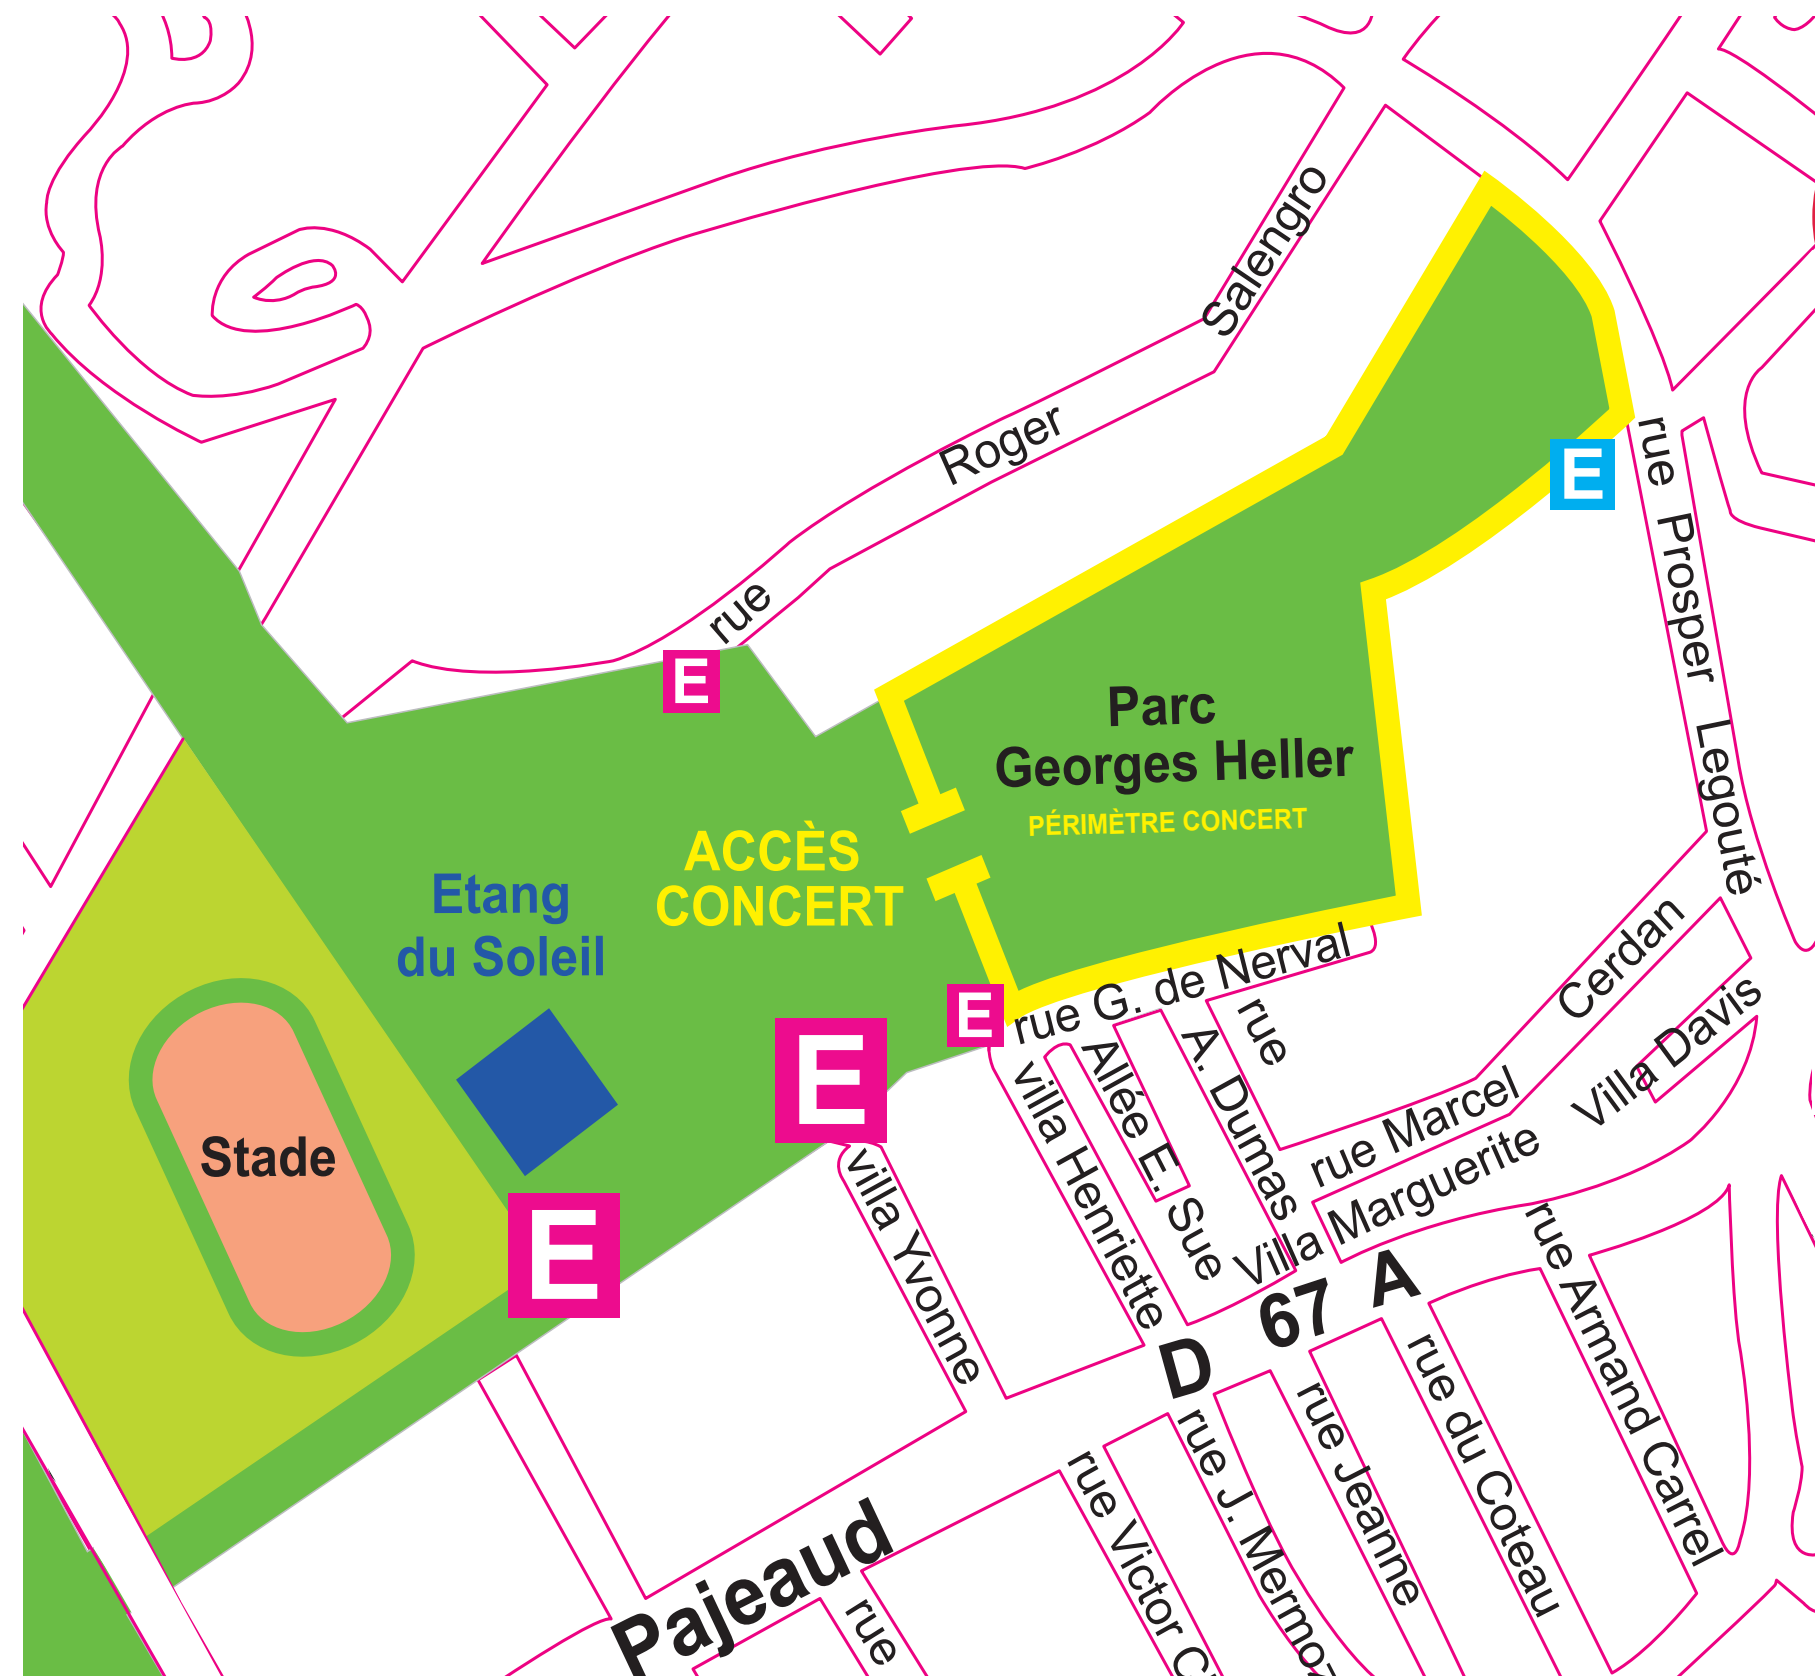 rue Roger Salengro
E
E
rue Prosper Legouté
Parc
Georges Heller
PÉRIMÈTRE CONCERT
ACCÈS
CONCERT
Etang
du Soleil
E
E
E
Stade
rue G. de Nerval
rue A. Dumas
Allée E. Sue
villa Henriette
villa Yvonne
rue Marcel Cerdan
Villa Davis
Villa Marguerite
D 67 A
Pajeaud
rue
rue Victor
rue J. Mermoz
rue Jeanne
rue du Coteau
rue Armand Carrel